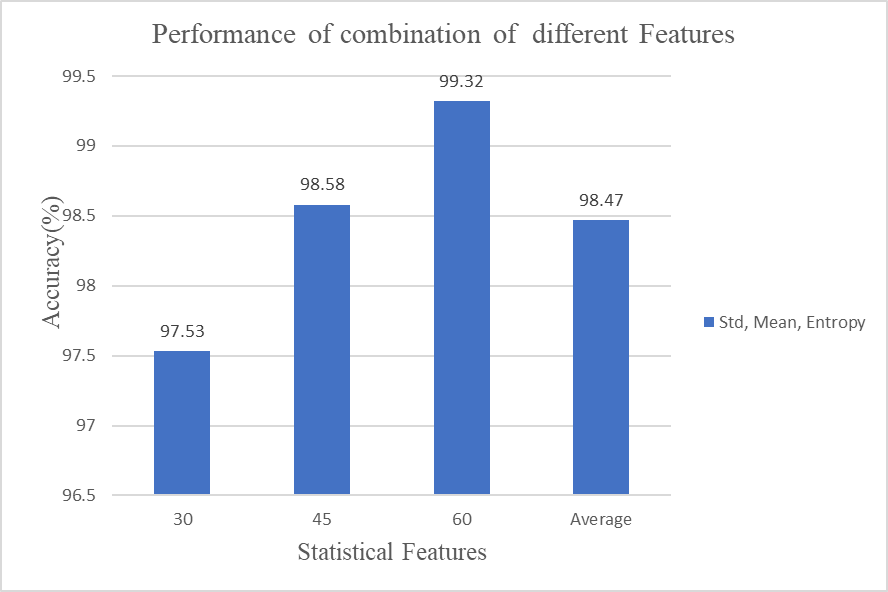 Performance of combination of different Features
99.5
99
98.5
98
97.5
97
96.5
Accuracy(%)
97.53
98.58
99.32
98.47
30
45
60
Average
Statistical Features
Std, Mean, Entropy